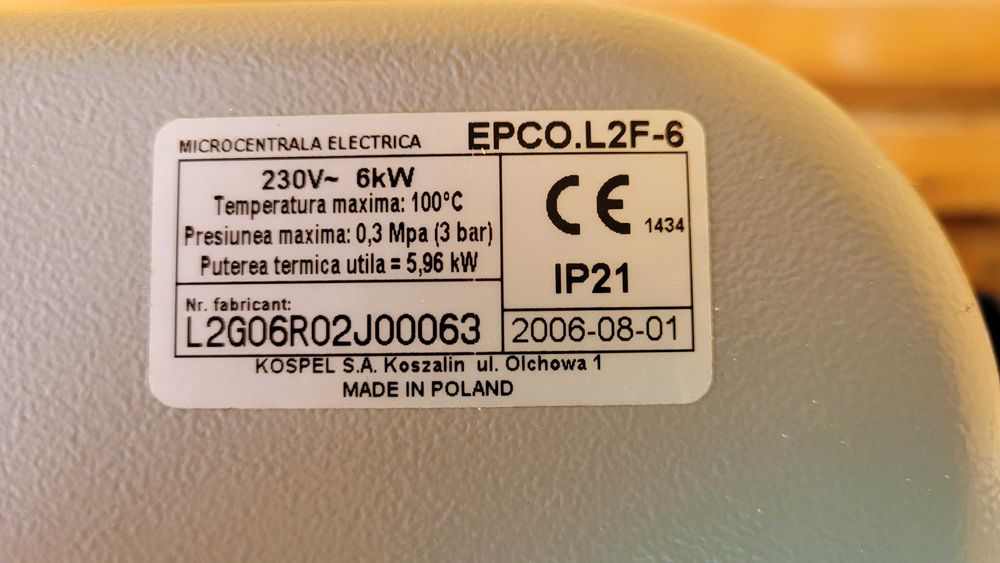 MICROCENTRALA ELECTRICA EPCO.L2F-6
230V~ 6kW
Temperatura maxima: 100°C
Presiunea maxima: 0,3 Mpa (3 bar)
Puterea termica utila = 5,96 kW
CE 1434
IP21
Nr. fabricant:
L2G06R02J00063
2006-08-01
KOSPEL S.A. Koszalin ul. Olchowa 1
MADE IN POLAND